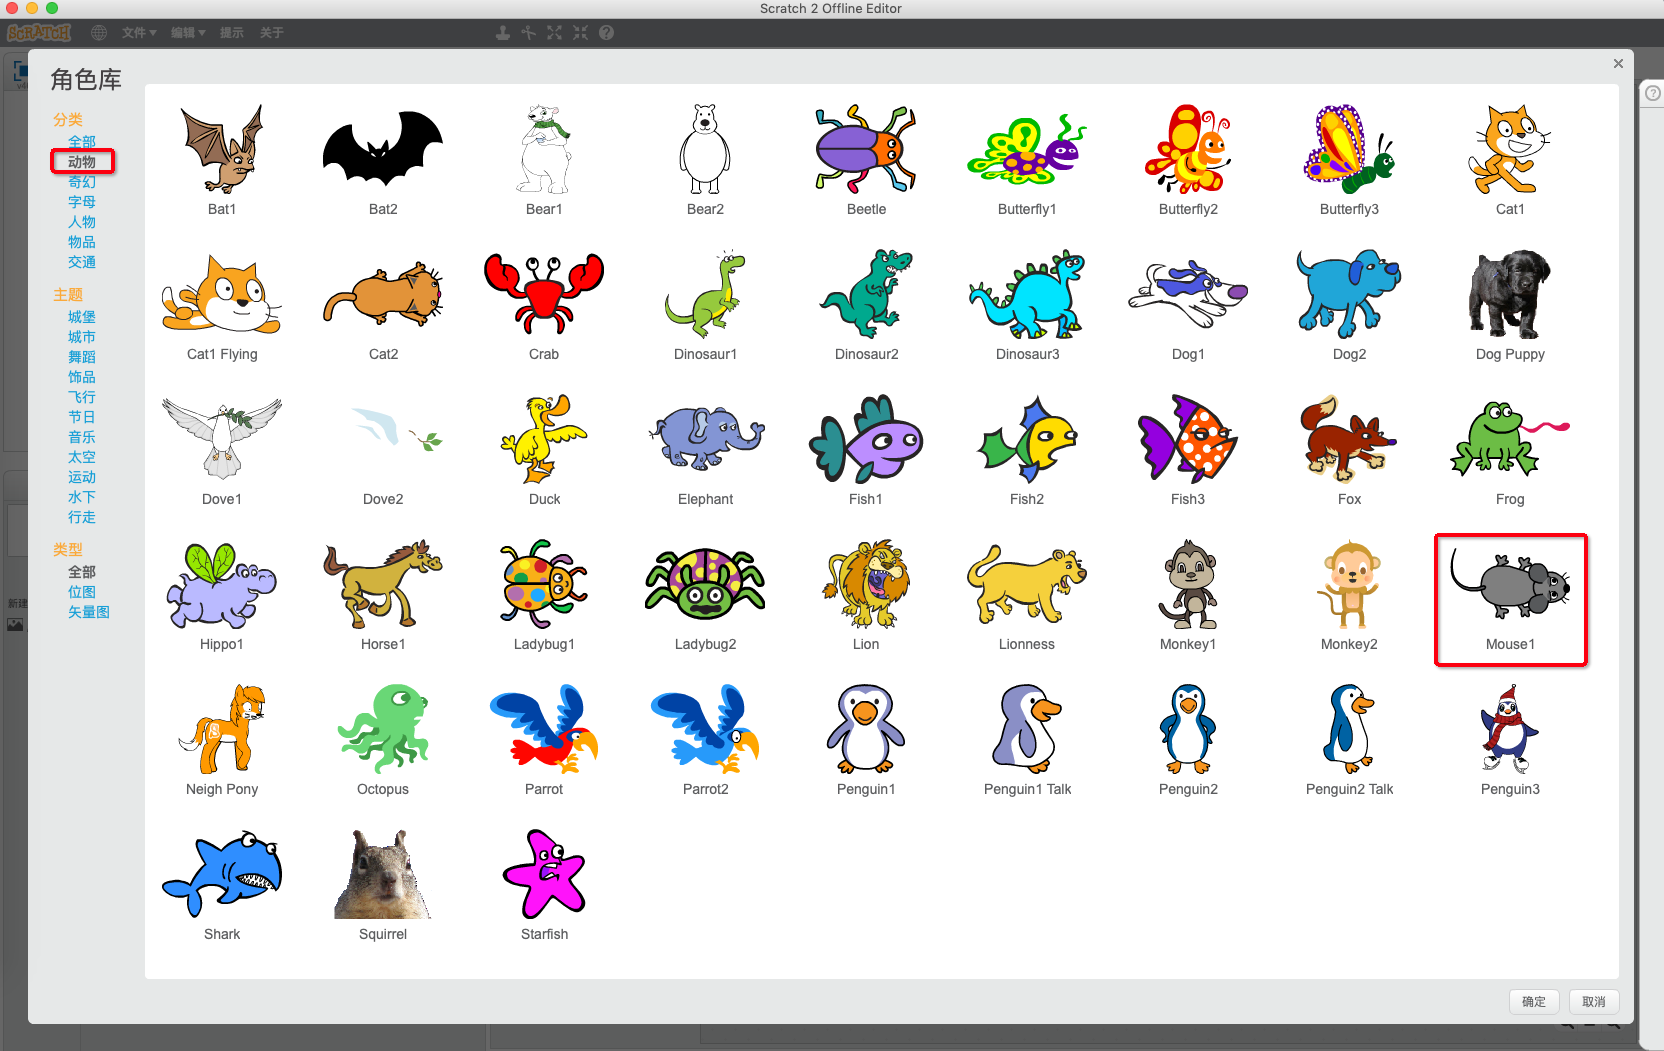 Scratch 2 Offline Editor
SCRATCH 文件▼ 编辑▼ 提示 关于
角色库
分类
全部
动物
奇幻
字母
人物
物品
交通
主题
城堡
城市
舞蹈
饰品
飞行
节日
音乐
太空
运动
水下
行走
类型
全部
位图
矢量图
Bat1 Bat2 Bear1 Bear2 Beetle Butterfly1 Butterfly2 Butterfly3 Cat1
Cat1 Flying Cat2 Crab Dinosaur1 Dinosaur2 Dinosaur3 Dog1 Dog2 Dog Puppy
Dove1 Dove2 Duck Elephant Fish1 Fish2 Fish3 Fox Frog
Hippo1 Horse1 Ladybug1 Ladybug2 Lion Lionness Monkey1 Monkey2 Mouse1
Neigh Pony Octopus Parrot Parrot2 Penguin1 Penguin1 Talk Penguin2 Penguin2 Talk Penguin3
Shark Squirrel Starfish
新建
确定 取消